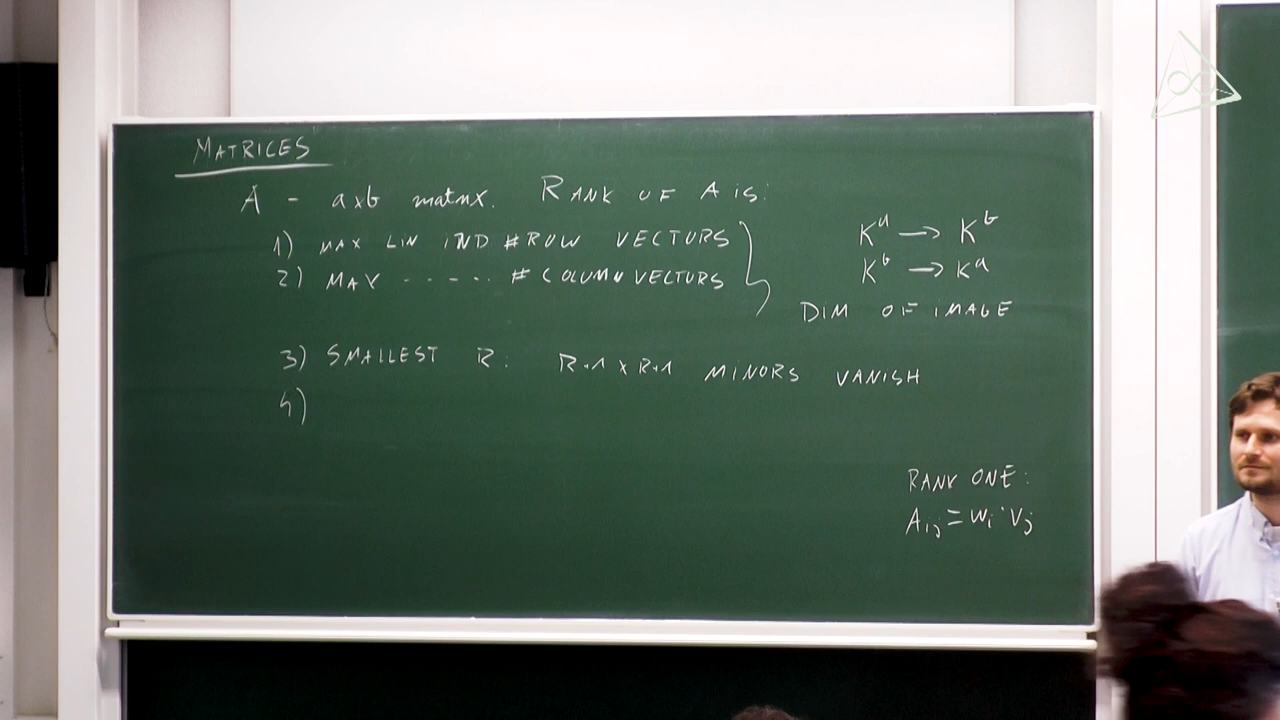 MATRICES
A - a×b matrix. RANK OF A is:
1) MAX LIN IND # ROW VECTORS
2) MAX ----- # COLUMN VECTORS
K^a → K^b
K^b → K^a
DIM OF IMAGE
3) SMALLEST R: R+1 × R+1 MINORS VANISH
4)
RANK ONE:
A_ij = w_i · v_j